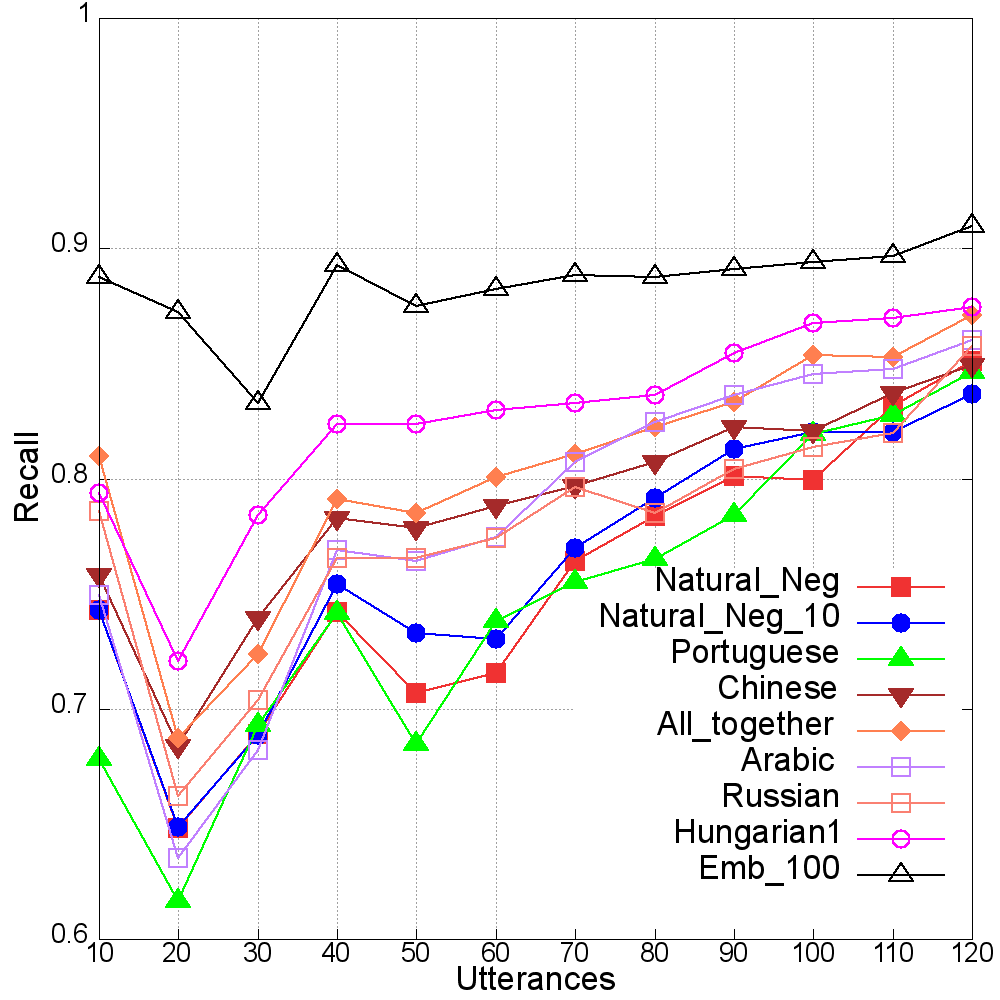 1
0.9
0.8
0.7
0.6
Recall
10 20 30 40 50 60 70 80 90 100 110 120
Utterances
Natural_Neg
Natural_Neg_10
Portuguese
Chinese
All_together
Arabic
Russian
Hungarian1
Emb_100